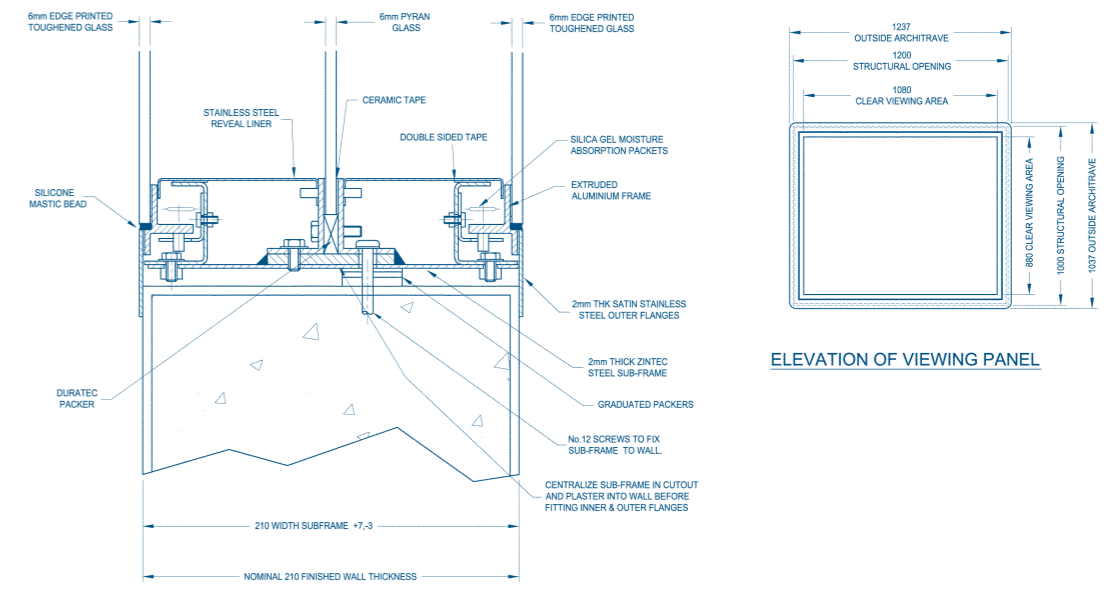 6mm EDGE PRINTED
TOUGHENED GLASS
6mm PYRAN
GLASS
6mm EDGE PRINTED
TOUGHENED GLASS
CERAMIC TAPE
STAINLESS STEEL
REVEAL LINER
DOUBLE SIDED TAPE
SILICA GEL MOISTURE
ABSORPTION PACKETS
SILICONE
MASTIC BEAD
EXTRUDED
ALUMINIUM FRAME
2mm THK SATIN STAINLESS
STEEL OUTER FLANGES
2mm THICK ZINTEC
STEEL SUB-FRAME
DURATEC
PACKER
GRADUATED PACKERS
No.12 SCREWS TO FIX
SUB-FRAME TO WALL.
CENTRALIZE SUB-FRAME IN CUTOUT
AND PLASTER INTO WALL BEFORE
FITTING INNER & OUTER FLANGES
210 WIDTH SUBFRAME +7,-3
NOMINAL 210 FINISHED WALL THICKNESS
1237
OUTSIDE ARCHITRAVE
1200
STRUCTURAL OPENING
1080
CLEAR VIEWING AREA
880 CLEAR VIEWING AREA
1000 STRUCTURAL OPENING
1037 OUTSIDE ARCHITRAVE
ELEVATION OF VIEWING PANEL